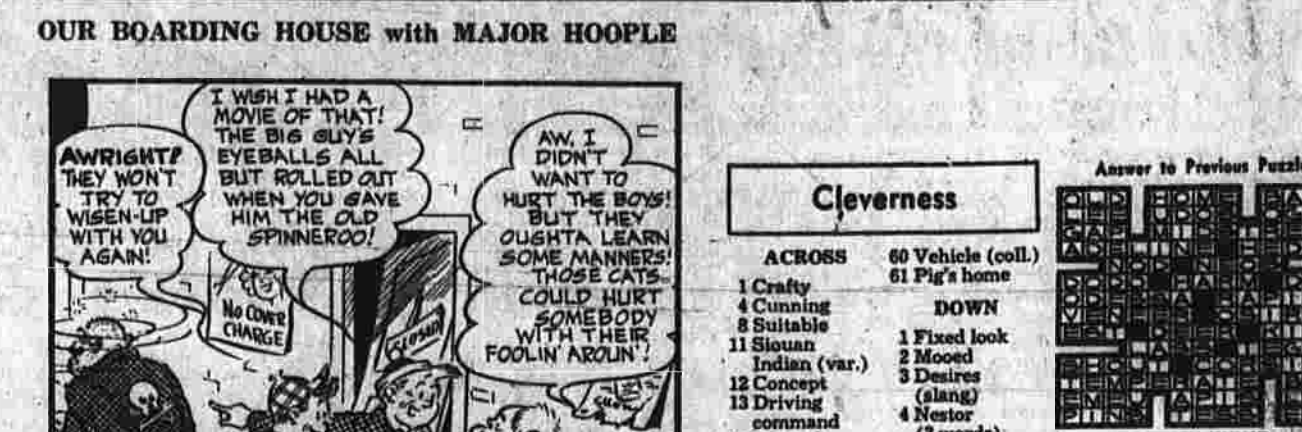 OUR BOARDING HOUSE with MAJOR HOOPLE
AWRIGHT!
THEY WON'T
TRY TO
WISEN-UP
WITH YOU
AGAIN!
I WISH I HAD A
MOVIE OF THAT!
THE BIG GUY'S
EYEBALLS ALL
BUT ROLLED OUT
WHEN YOU GAVE
HIM THE OLD
SPINNEROO!
AW, I
DIDN'T
WANT TO
HURT THE BOYS!
BUT THEY
OUGHTA LEARN
SOME MANNERS!
THOSE CATS
COULD HURT
SOMEBODY
WITH THEIR
FOOLIN' AROUN'!
NO COVER
CHARGE
CLOSED
Cleverness
ACROSS
1 Crafty
4 Cunning
8 Suitable
11 Siouan
Indian (var.)
12 Concept
13 Driving
command
60 Vehicle (coll.)
61 Pig's home
DOWN
1 Fixed look
2 Mooed
3 Desires
(slang)
4 Nestor
Answer to Previous Puzzle